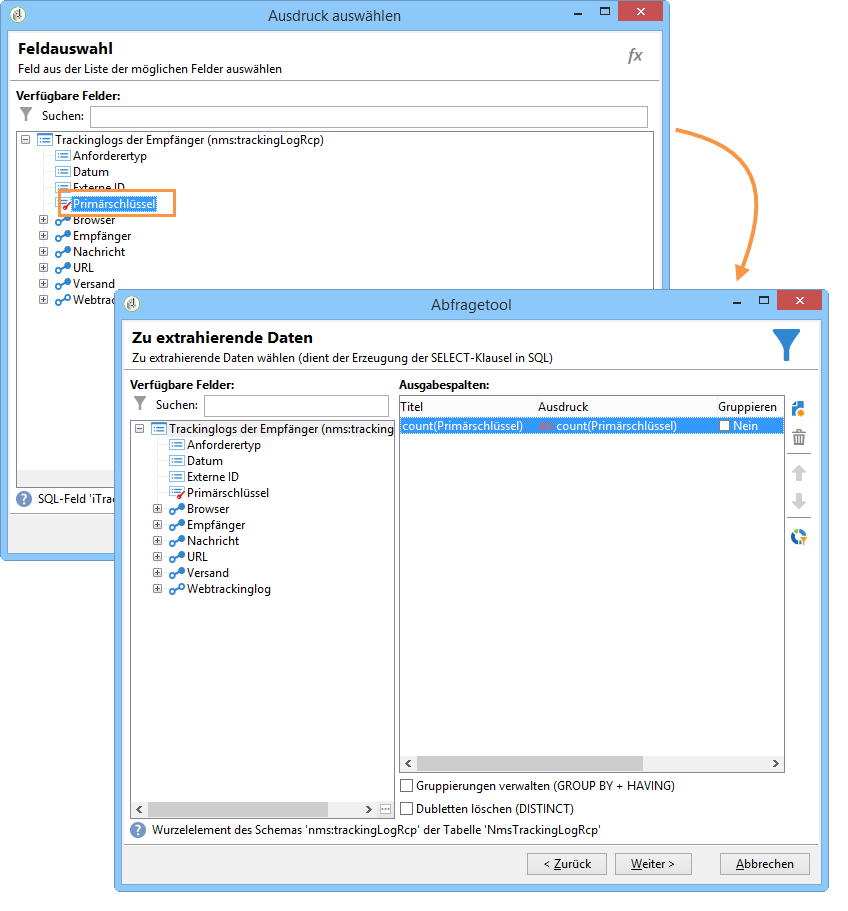 Ausdruck auswählen
Feldauswahl
Feld aus der Liste der möglichen Felder auswählen
fx
Verfügbare Felder:
Suchen:
Trackinglogs der Empfänger (nms:trackingLogRcp)
Anforderertyp
Datum
Externe ID
Primärschlüssel
Browser
Empfänger
Nachricht
URL
Versand
Webtra
SQL-Feld 'iTrac
Abfragetool
Zu extrahierende Daten
Zu extrahierende Daten wählen (dient der Erzeugung der SELECT-Klausel in SQL)
Verfügbare Felder:
Suchen:
Trackinglogs der Empfänger (nms:tracking
Anforderertyp
Datum
Externe ID
Primärschlüssel
Browser
Empfänger
Nachricht
URL
Versand
Webtrackinglog
Ausgabespalten:
Titel Ausdruck Gruppieren
count(Primärschlüssel) count(Primärschlüssel) Nein
Gruppierungen verwalten (GROUP BY + HAVING)
Dubletten löschen (DISTINCT)
Wurzelelement des Schemas 'nms:trackingLogRcp' der Tabelle 'NmsTrackingLogRcp'
< Zurück Weiter > Abbrechen